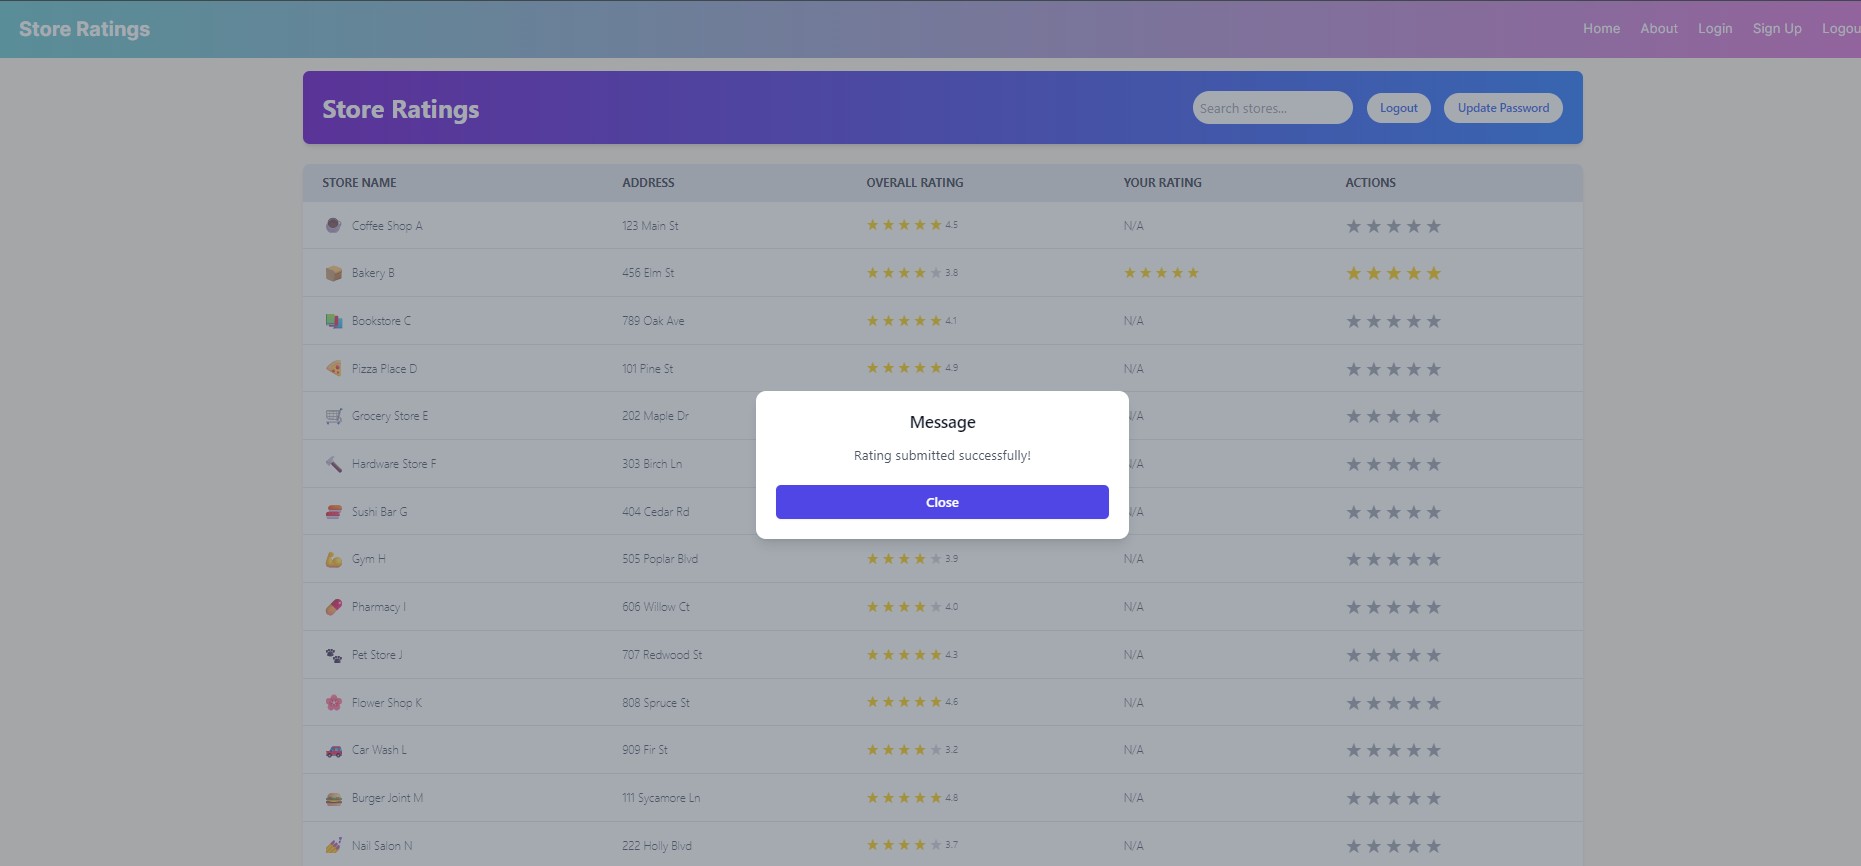 Store Ratings
Home About Login Sign Up Logou
Store Ratings
Search stores...
Logout
Update Password
STORE NAME ADDRESS OVERALL RATING YOUR RATING ACTIONS
Coffee Shop A 123 Main St 4.5 N/A
Bakery B 456 Elm St 3.8
Bookstore C 789 Oak Ave 4.1 N/A
Pizza Place D 101 Pine St 4.9 N/A
Grocery Store E 202 Maple Dr /A
Hardware Store F 303 Birch Ln /A
Sushi Bar G 404 Cedar Rd /A
Message
Rating submitted successfully!
Close
Gym H 505 Poplar Blvd 3.9 N/A
Pharmacy I 606 Willow Ct 4.0 N/A
Pet Store J 707 Redwood St 4.3 N/A
Flower Shop K 808 Spruce St 4.6 N/A
Car Wash L 909 Fir St 3.2 N/A
Burger Joint M 111 Sycamore Ln 4.8 N/A
Nail Salon N 222 Holly Blvd 3.7 N/A